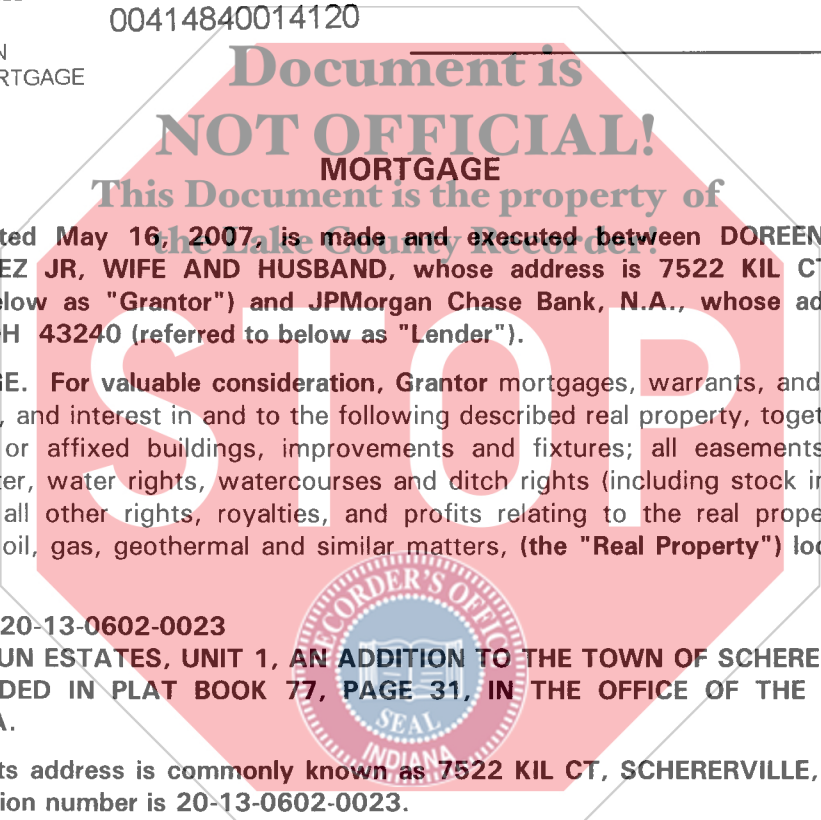 00414840014120
N
RTGAGE
Document is
NOT OFFICIAL!
MORTGAGE
This Document is the property of
the Lake County Recorder!
ted May 16, 2007, is made and executed between DOREEN
EZ JR, WIFE AND HUSBAND, whose address is 7522 KIL CT
elow as "Grantor") and JPMorgan Chase Bank, N.A., whose ad
H 43240 (referred to below as "Lender").
GE. For valuable consideration, Grantor mortgages, warrants, and
, and interest in and to the following described real property, toget
or affixed buildings, improvements and fixtures; all easements
ter, water rights, watercourses and ditch rights (including stock in
all other rights, royalties, and profits relating to the real prope
oil, gas, geothermal and similar matters, (the "Real Property") loc
STOP
RECORDER'S OFFICE
20-13-0602-0023
UN ESTATES, UNIT 1, AN ADDITION TO THE TOWN OF SCHERE
DED IN PLAT BOOK 77, PAGE 31, IN THE OFFICE OF THE
A.
SEAL
INDIANA
ts address is commonly known as 7522 KIL CT, SCHERERVILLE,
tion number is 20-13-0602-0023.